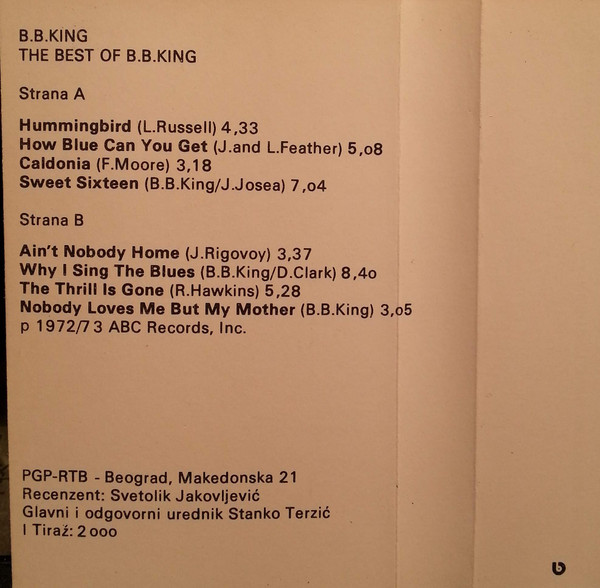 B.B.KING
THE BEST OF B.B.KING
Strana A
Hummingbird (L.Russell) 4,33
How Blue Can You Get (J.and L.Feather) 5,o8
Caldonia (F.Moore) 3,18
Sweet Sixteen (B.B.King/J.Josea) 7,o4
Strana B
Ain't Nobody Home (J.Rigovoy) 3,37
Why I Sing The Blues (B.B.King/D.Clark) 8,4o
The Thrill Is Gone (R.Hawkins) 5,28
Nobody Loves Me But My Mother (B.B.King) 3,o5
p 1972/73 ABC Records, Inc.
PGP-RTB - Beograd, Makedonska 21
Recenzent: Svetolik Jakovljević
Glavni i odgovorni urednik Stanko Terzić
I Tiraź: 2 ooo